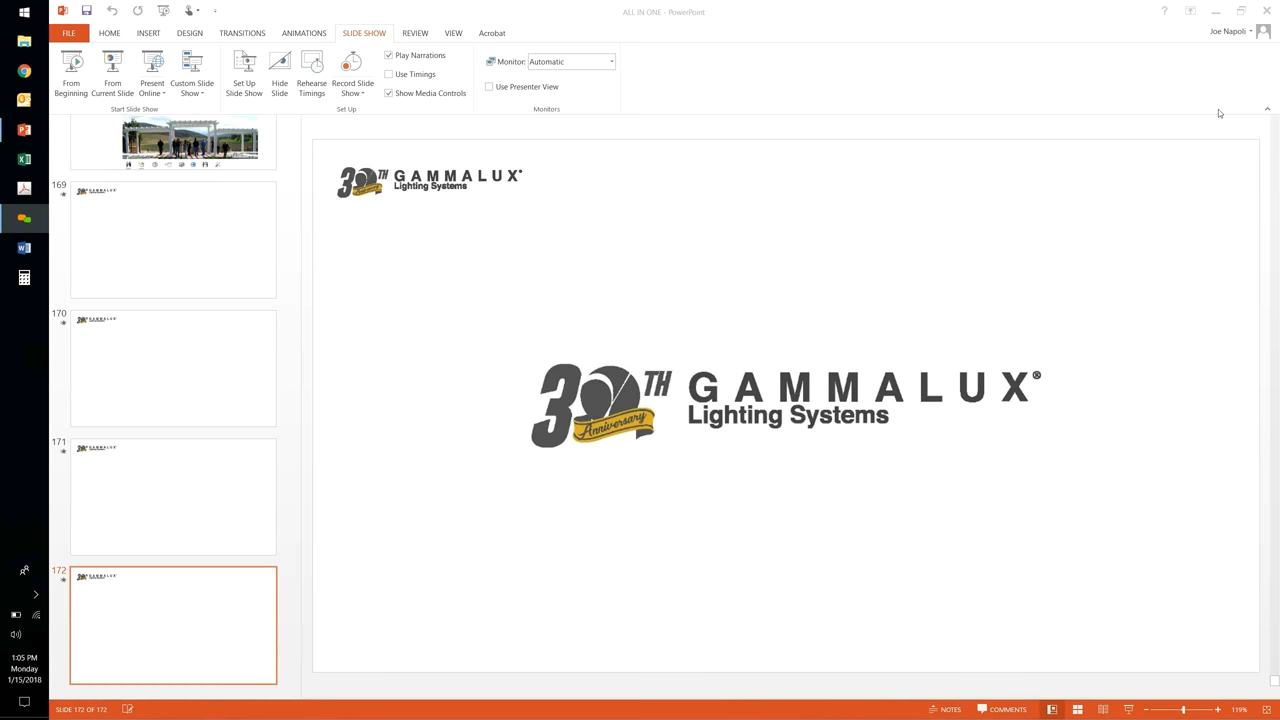 ALL IN ONE - PowerPoint
?
FILE HOME INSERT DESIGN TRANSITIONS ANIMATIONS SLIDE SHOW REVIEW VIEW Acrobat
Joe Napoli
From Beginning
From Current Slide
Present Online
Custom Slide Show
Start Slide Show
Set Up Slide Show
Hide Slide
Rehearse Timings
Record Slide Show
Play Narrations
Use Timings
Show Media Controls
Set Up
Monitor: Automatic
Use Presenter View
Monitors
169
GAMMALUX
170
GAMMALUX
171
GAMMALUX
172
GAMMALUX
30TH GAMMALUX®
Lighting Systems
30TH GAMMALUX®
Anniversary Lighting Systems
1:05 PM
Monday
1/15/2018
SLIDE 172 OF 172
NOTES COMMENTS 119%